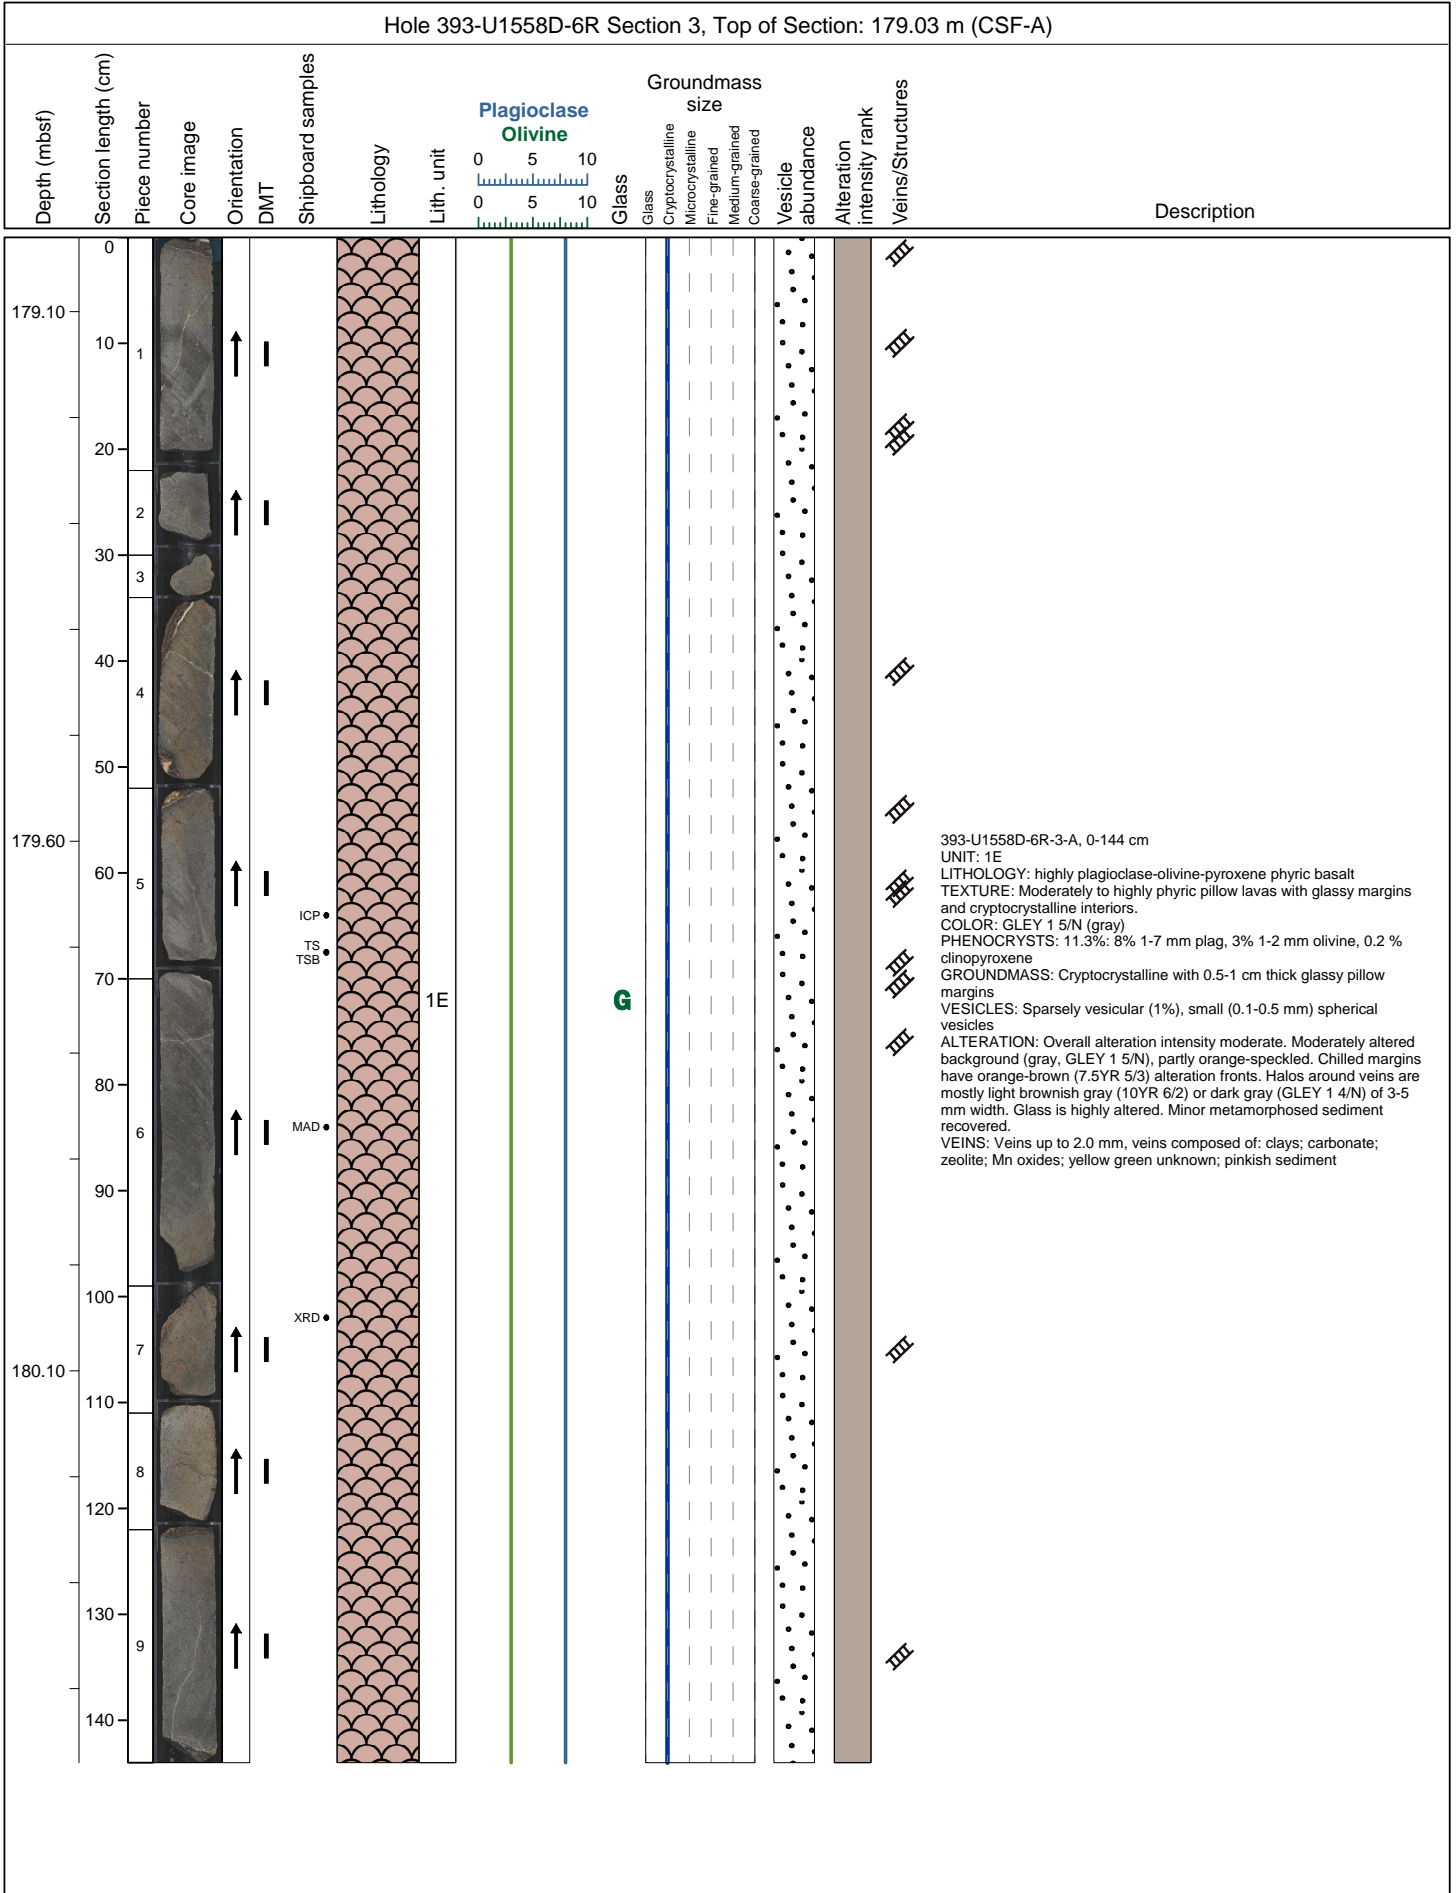 Hole 393-U1558D-6R Section 3, Top of Section: 179.03 m (CSF-A)
Depth (mbsf)
Section length (cm)
Piece number
Core image
Orientation
DMT
Shipboard samples
Lithology
Lith. unit
Plagioclase
Olivine
0 5 10
0 5 10
Glass
Groundmass
size
Glass
Cryptocrystalline
Microcrystalline
Fine-grained
Medium-grained
Coarse-grained
Vesicle
abundance
Alteration
intensity rank
Veins/Structures
Description
0
179.10
10
1
20
2
30
3
40
4
50
179.60
60
5
ICP
TS
TSB
70
1E
G
80
MAD
6
90
100
XRD
7
180.10
110
8
120
130
9
140
393-U1558D-6R-3-A, 0-144 cm
UNIT: 1E
LITHOLOGY: highly plagioclase-olivine-pyroxene phyric basalt
TEXTURE: Moderately to highly phyric pillow lavas with glassy margins
and cryptocrystalline interiors.
COLOR: GLEY 1 5/N (gray)
PHENOCRYSTS: 11.3%: 8% 1-7 mm plag, 3% 1-2 mm olivine, 0.2 %
clinopyroxene
GROUNDMASS: Cryptocrystalline with 0.5-1 cm thick glassy pillow
margins
VESICLES: Sparsely vesicular (1%), small (0.1-0.5 mm) spherical
vesicles
ALTERATION: Overall alteration intensity moderate. Moderately altered
background (gray, GLEY 1 5/N), partly orange-speckled. Chilled margins
have orange-brown (7.5YR 5/3) alteration fronts. Halos around veins are
mostly light brownish gray (10YR 6/2) or dark gray (GLEY 1 4/N) of 3-5
mm width. Glass is highly altered. Minor metamorphosed sediment
recovered.
VEINS: Veins up to 2.0 mm, veins composed of: clays; carbonate;
zeolite; Mn oxides; yellow green unknown; pinkish sediment